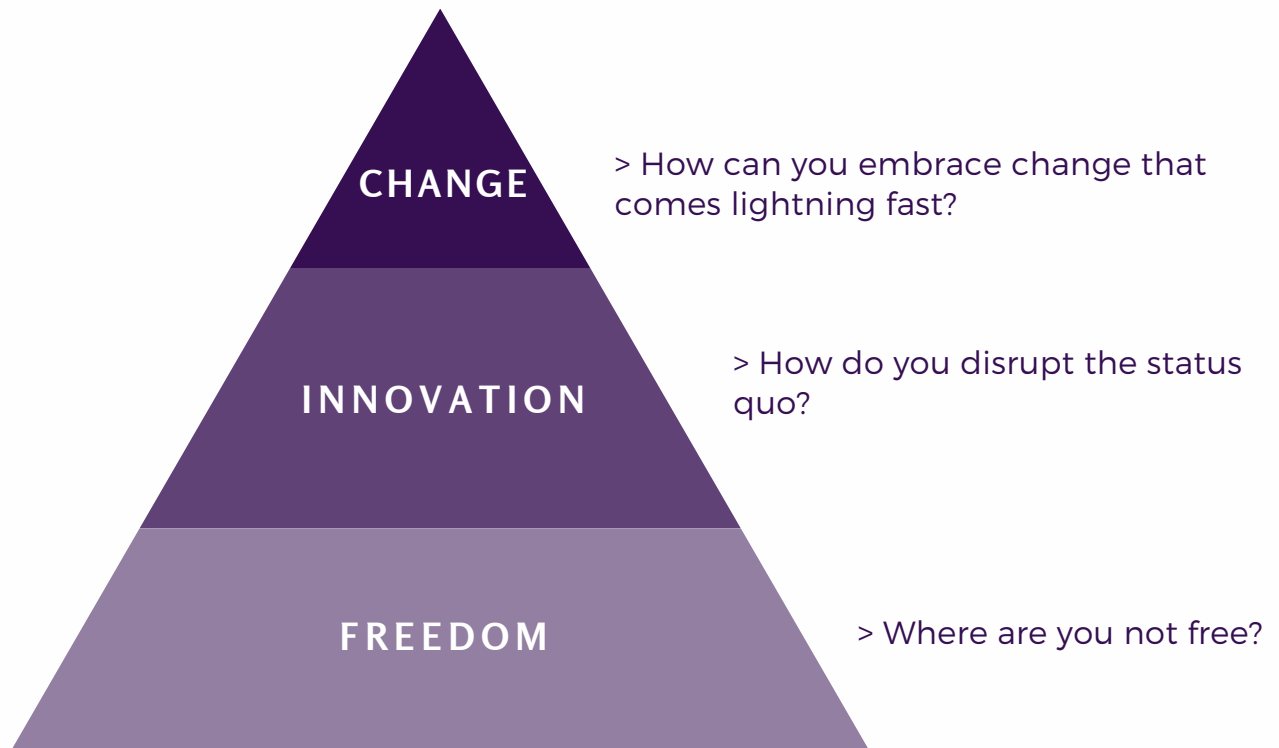 CHANGE
> How can you embrace change that
comes lightning fast?
INNOVATION
> How do you disrupt the status
quo?
FREEDOM
> Where are you not free?